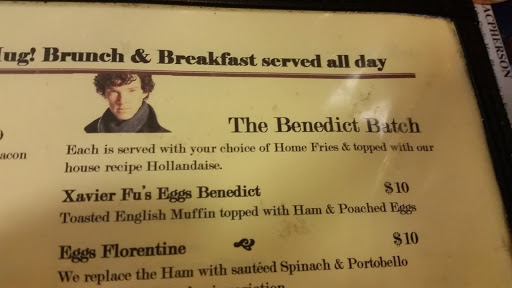 ug! Brunch & Breakfast served all day
ACPHERSON
The Benedict Batch
acon
Each is served with your choice of Home Fries & topped with our
house recipe Hollandaise.
Xavier Fu's Eggs Benedict $10
Toasted English Muffin topped with Ham & Poached Eggs
Eggs Florentine $10
We replace the Ham with sautéed Spinach & Portobello